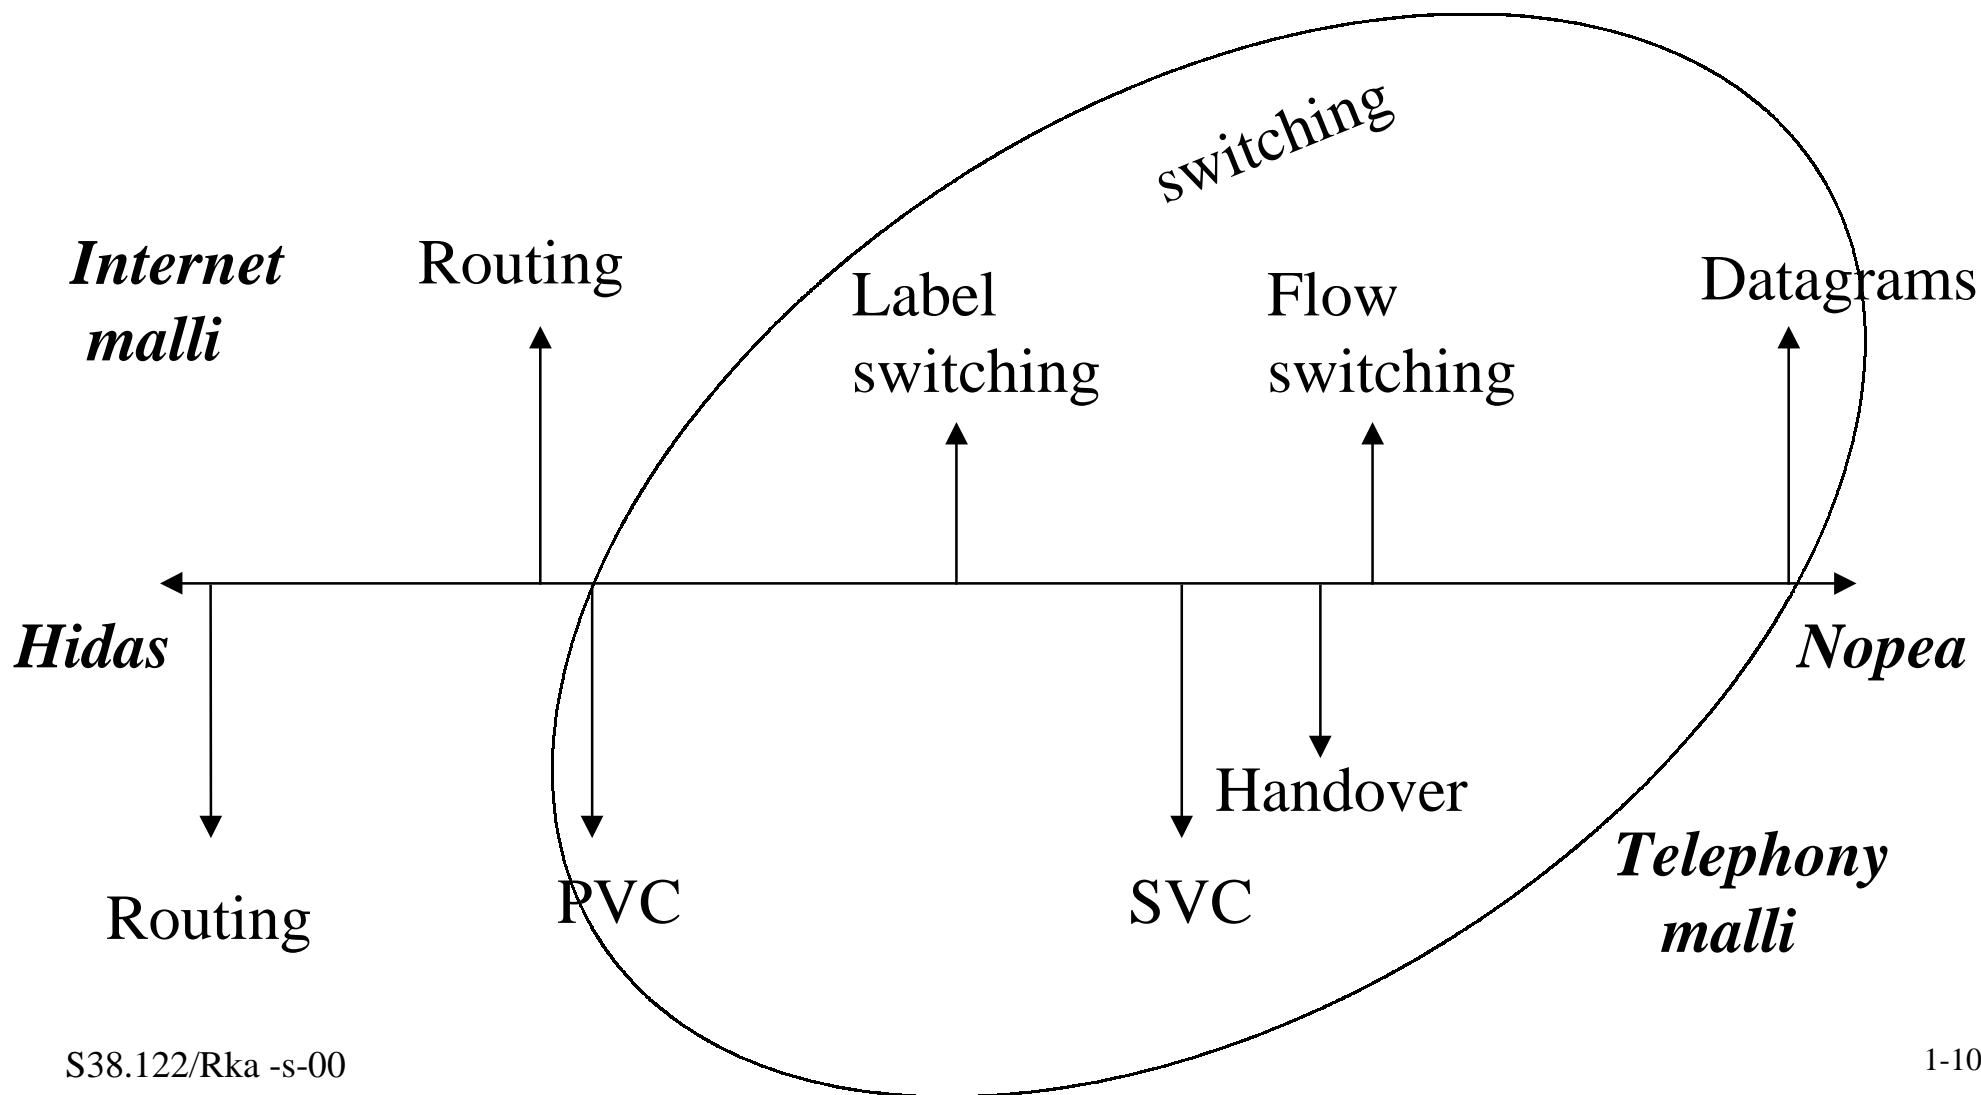 switching
Internet
malli
Routing
Label
switching
Flow
switching
Datagrams
Hidas
Nopea
Handover
Routing
PVC
SVC
Telephony
malli
S38.122/Rka -s-00
1-10